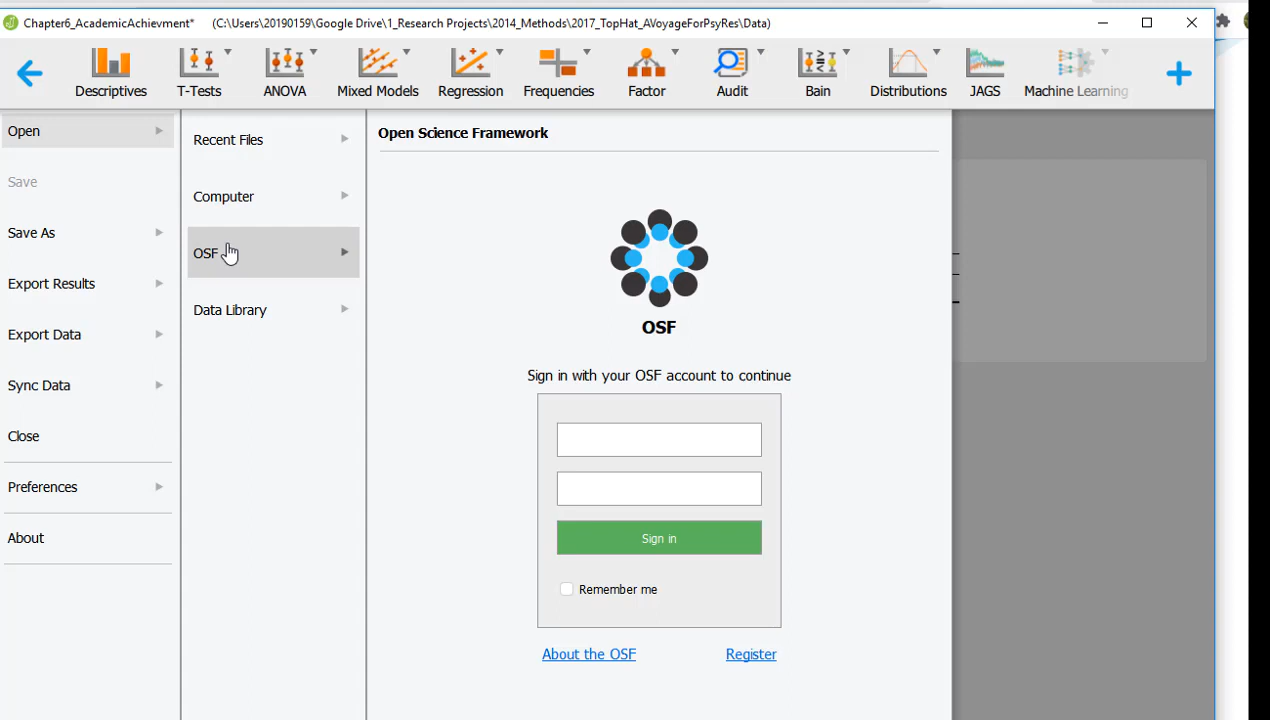 Chapter6_AcademicAchievment* (C:\Users\20190159\Google Drive\1_Research Projects\2014_Methods\2017_TopHat_AVoyageForPsyRes\Data)
Descriptives T-Tests ANOVA Mixed Models Regression Frequencies Factor Audit Bain Distributions JAGS Machine Learning
Open
Save
Save As
Export Results
Export Data
Sync Data
Close
Preferences
About
Recent Files
Computer
OSF
Data Library
Open Science Framework
OSF
Sign in with your OSF account to continue
Sign in
Remember me
About the OSF Register